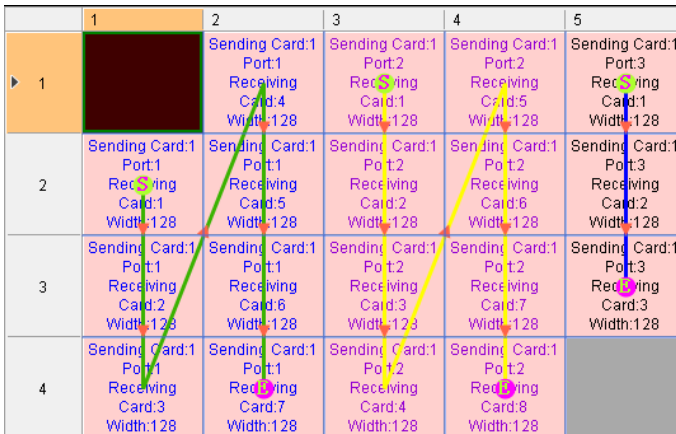 1 2 3 4 5
1
Sending Card:1
Port:1
Receiving
Card:4
Width:128
Sending Card:1
Port:2
Receiving
Card:1
Width:128
Sending Card:1
Port:2
Receiving
Card:5
Width:128
Sending Card:1
Port:3
Receiving
Card:1
Width:128
S
S
2
Sending Card:1
Port:1
Receiving
Card:1
Width:128
S
Sending Card:1
Port:1
Receiving
Card:5
Width:128
Sending Card:1
Port:2
Receiving
Card:2
Width:128
Sending Card:1
Port:2
Receiving
Card:6
Width:128
Sending Card:1
Port:3
Receiving
Card:2
Width:128
3
Sending Card:1
Port:1
Receiving
Card:2
Width:128
Sending Card:1
Port:1
Receiving
Card:6
Width:128
Sending Card:1
Port:2
Receiving
Card:3
Width:128
Sending Card:1
Port:2
Receiving
Card:7
Width:128
Sending Card:1
Port:3
Receiving
Card:3
Width:128
E
4
Sending Card:1
Port:1
Receiving
Card:3
Width:128
Sending Card:1
Port:1
Receiving
Card:7
Width:128
E
Sending Card:1
Port:2
Receiving
Card:4
Width:128
Sending Card:1
Port:2
Receiving
Card:8
Width:128
E